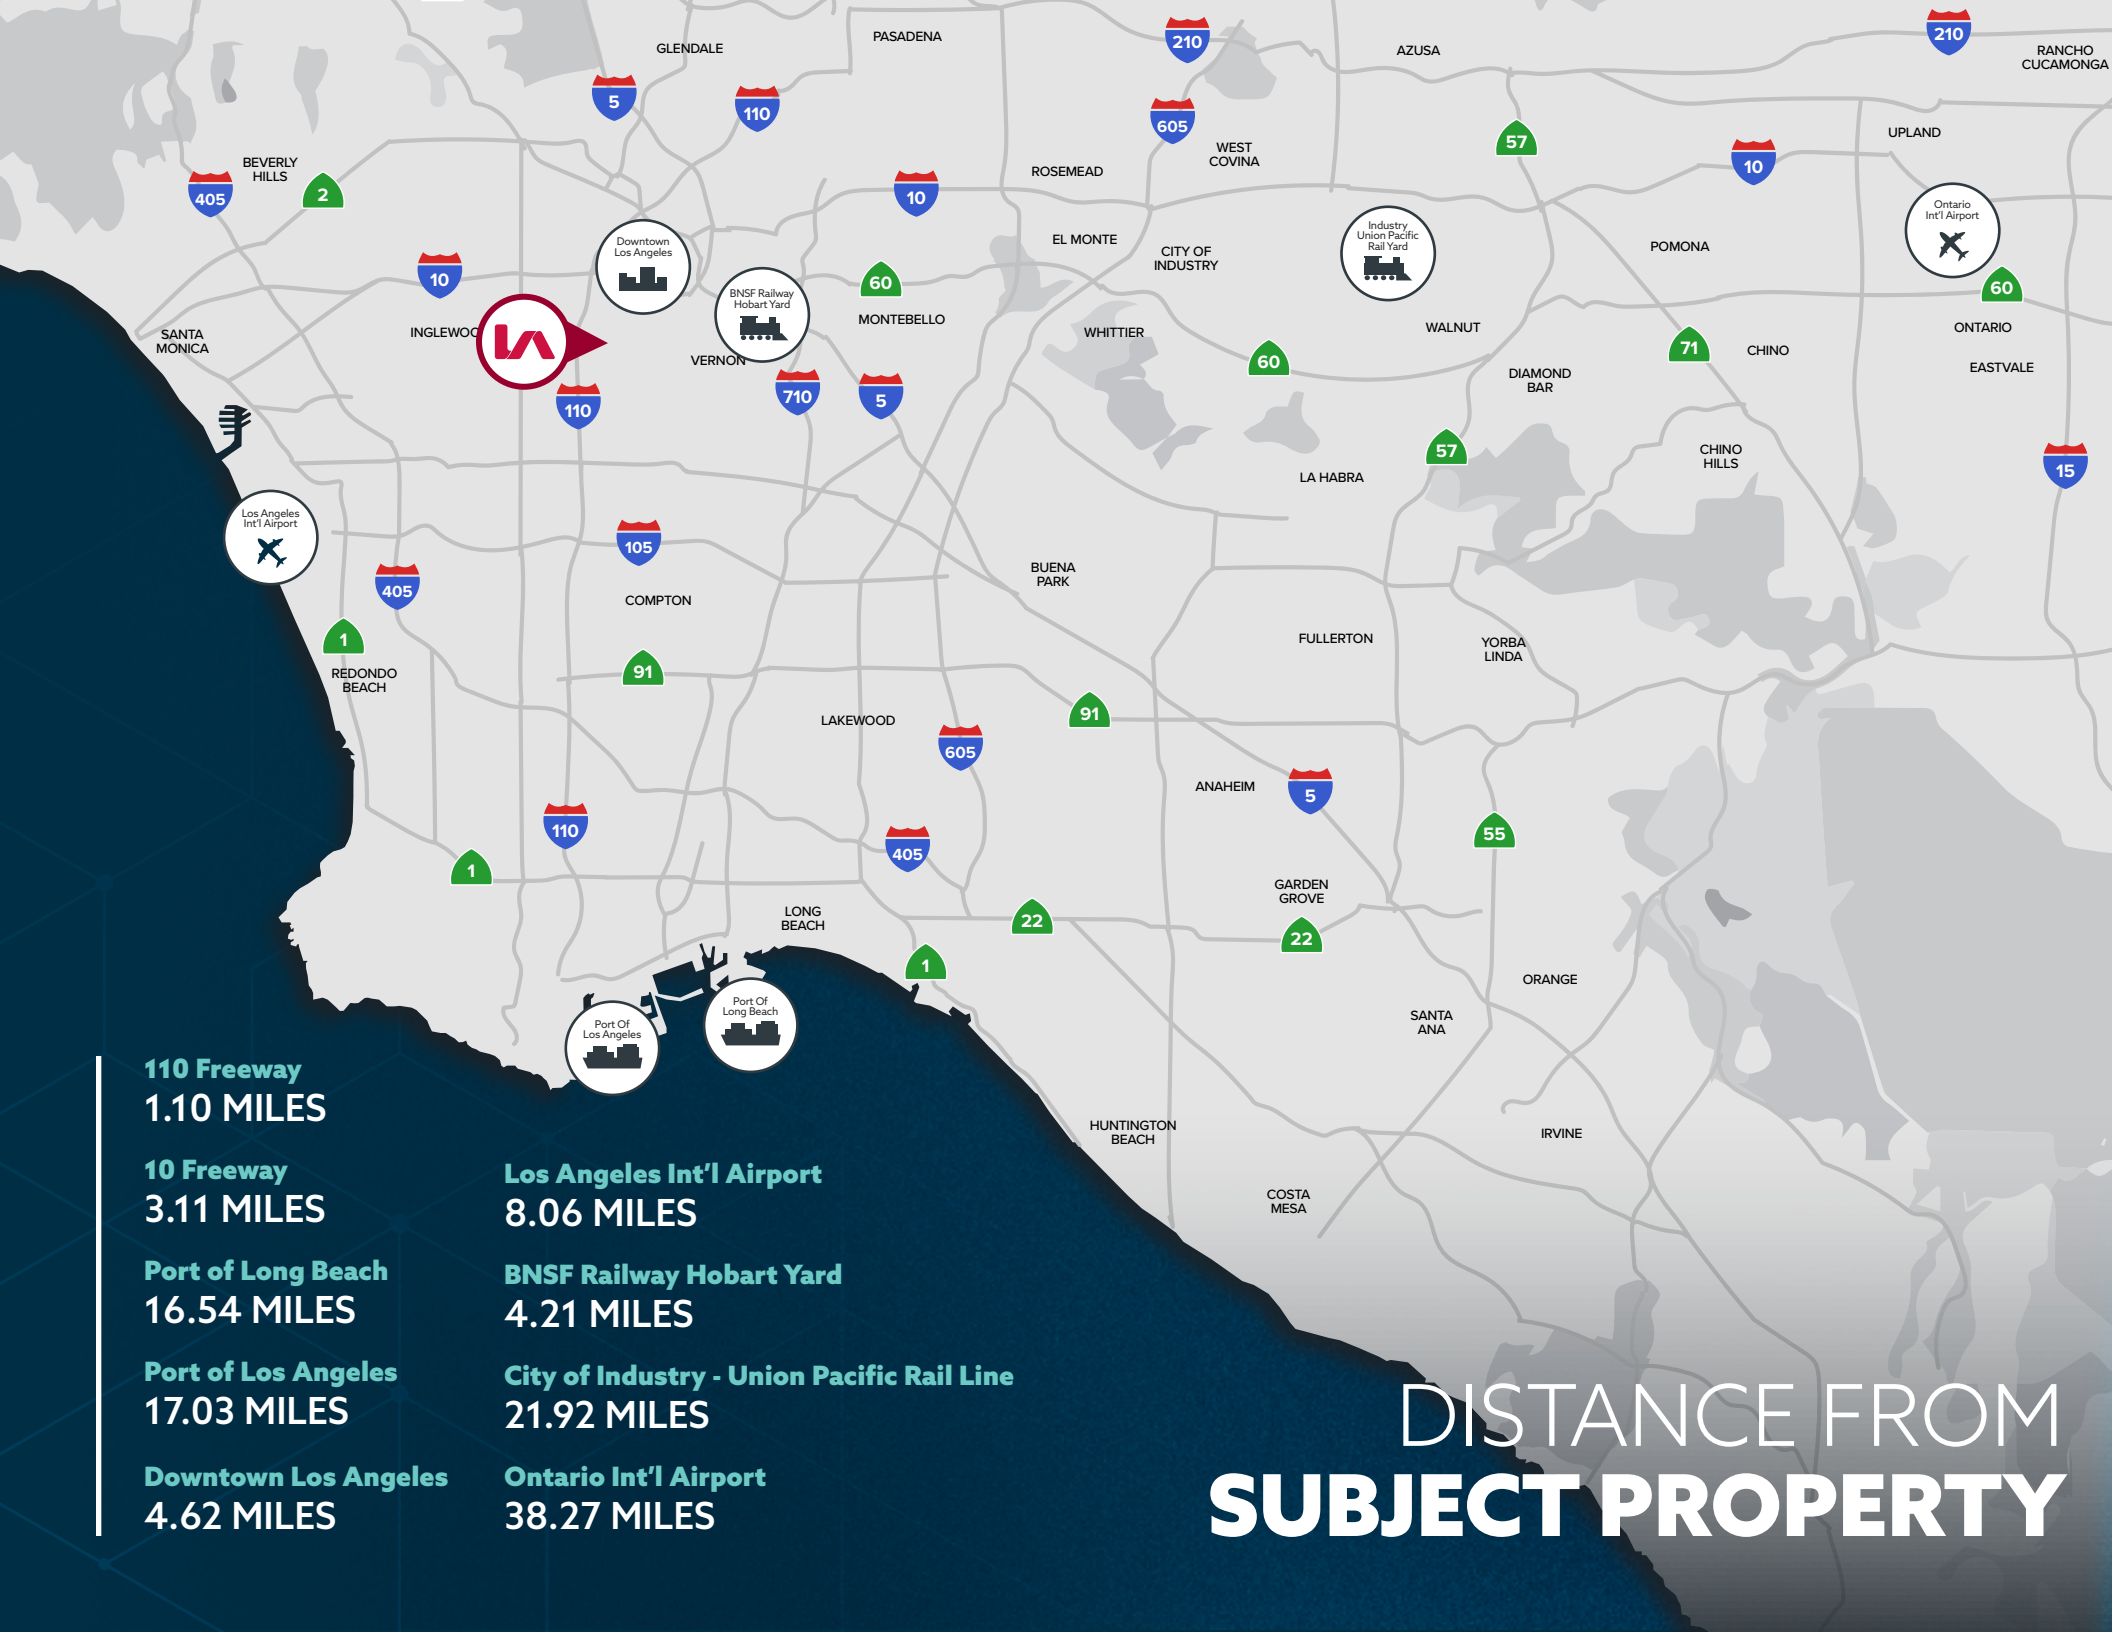 GLENDALE
PASADENA
210
AZUSA
210
RANCHO
CUCAMONGA
5
110
605
WEST
COVINA
57
UPLAND
10
BEVERLY
HILLS
405
2
ROSEMEAD
10
Ontario
Int'l Airport
Downtown
Los Angeles
EL MONTE
CITY OF
INDUSTRY
Industry
Union Pacific
Rail Yard
POMONA
10
60
60
BNSF Railway
Hobart Yard
MONTEBELLO
SANTA
MONICA
INGLEWOO
LA
VERNON
WHITTIER
60
WALNUT
71
CHINO
ONTARIO
EASTVALE
DIAMOND
BAR
110
710
5
57
CHINO
HILLS
15
LA HABRA
Los Angeles
Int'l Airport
105
405
COMPTON
BUENA
PARK
1
REDONDO
BEACH
91
FULLERTON
YORBA
LINDA
LAKEWOOD
91
605
ANAHEIM
5
110
55
405
1
GARDEN
GROVE
LONG
BEACH
22
22
1
ORANGE
Port Of
Long Beach
Port Of
Los Angeles
SANTA
ANA
HUNTINGTON
BEACH
IRVINE
COSTA
MESA
110 Freeway
1.10 MILES
10 Freeway
3.11 MILES
Port of Long Beach
16.54 MILES
Port of Los Angeles
17.03 MILES
Downtown Los Angeles
4.62 MILES
Los Angeles Int'l Airport
8.06 MILES
BNSF Railway Hobart Yard
4.21 MILES
City of Industry - Union Pacific Rail Line
21.92 MILES
Ontario Int'l Airport
38.27 MILES
DISTANCE FROM
SUBJECT PROPERTY